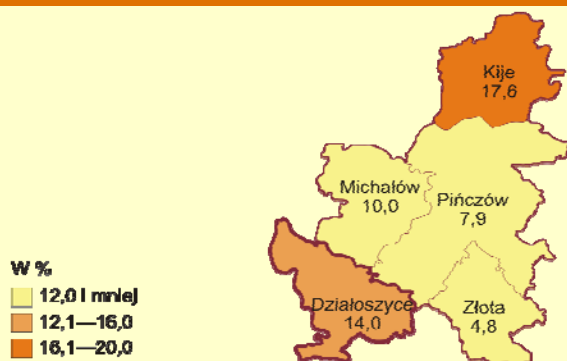 Kije
17,6
Michałów
10,0
Pińczów
7,9
Działoszyce
14,0
Złota
4,8
W %
12,0 i mniej
12,1—16,0
16,1—20,0